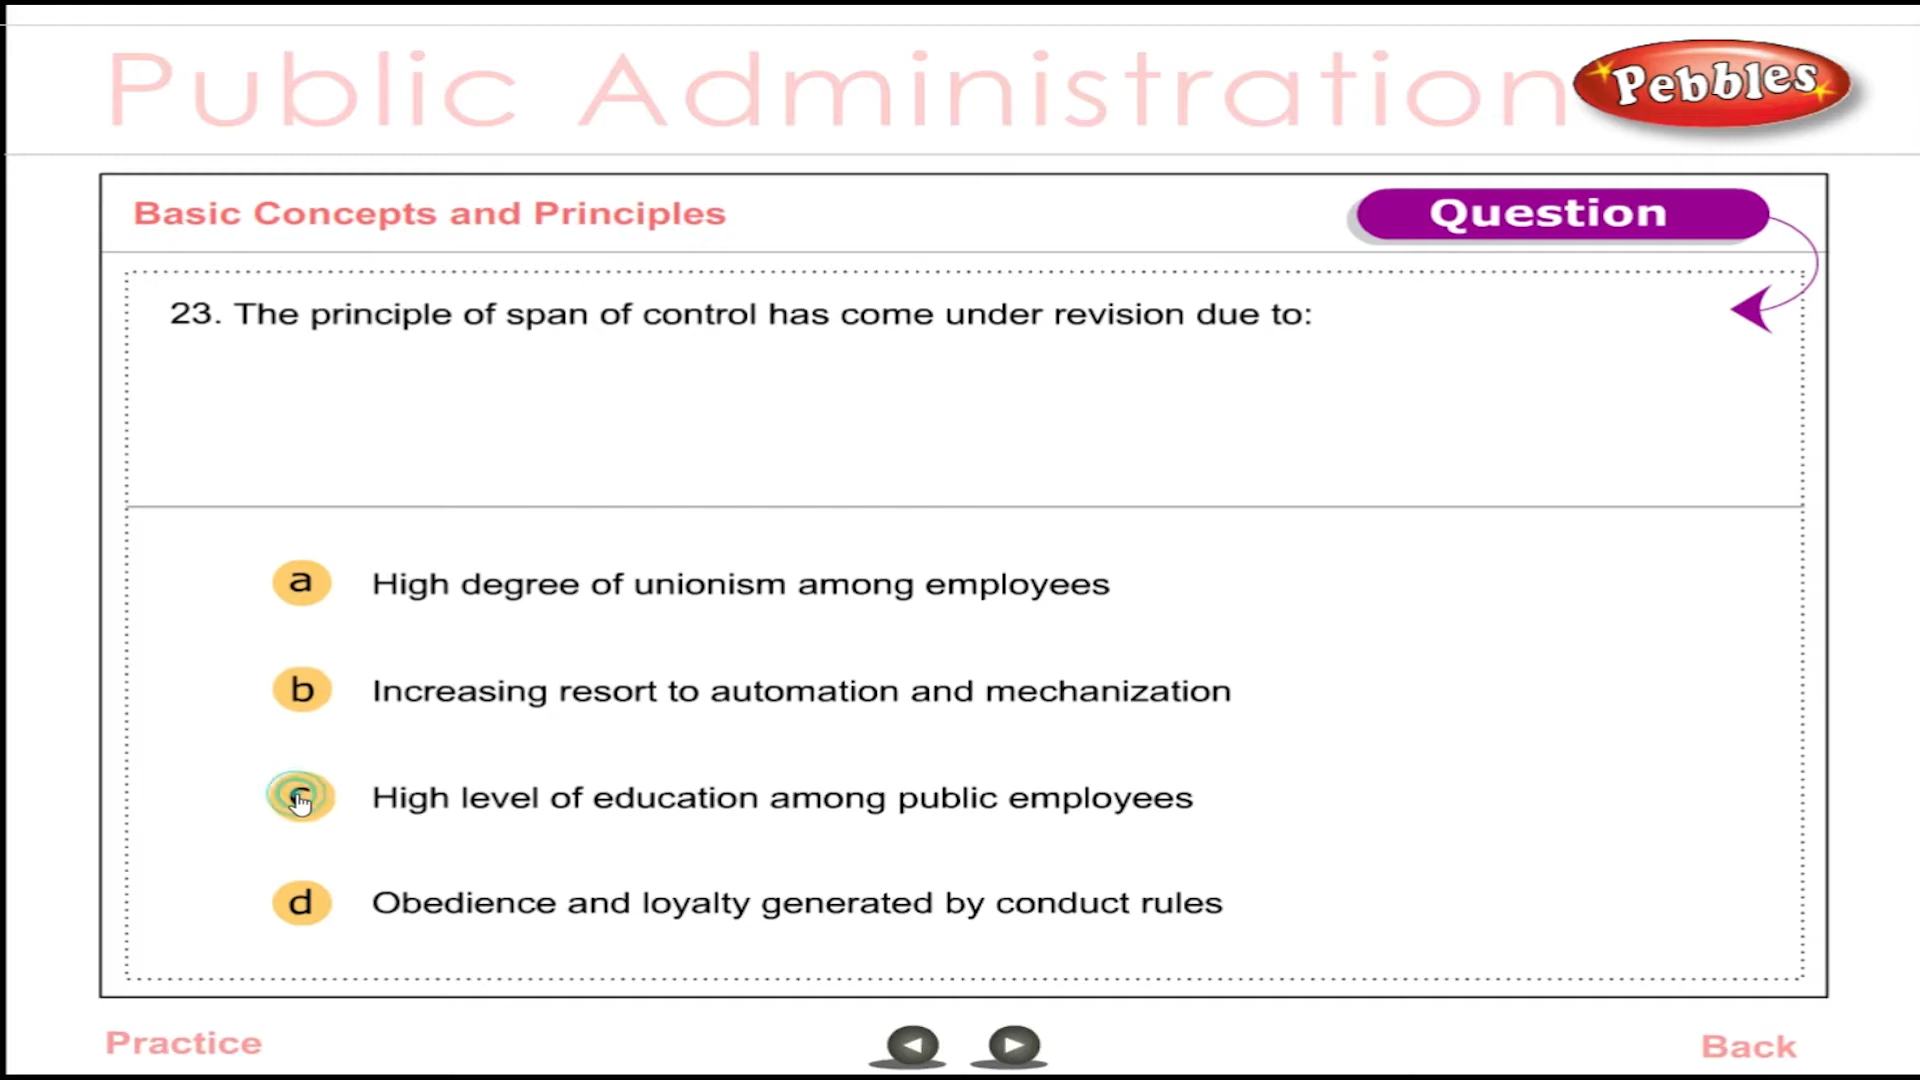 Public Administration
Pebbles
Basic Concepts and Principles
Question
23. The principle of span of control has come under revision due to:
a High degree of unionism among employees
b Increasing resort to automation and mechanization
c High level of education among public employees
d Obedience and loyalty generated by conduct rules
Practice
Back